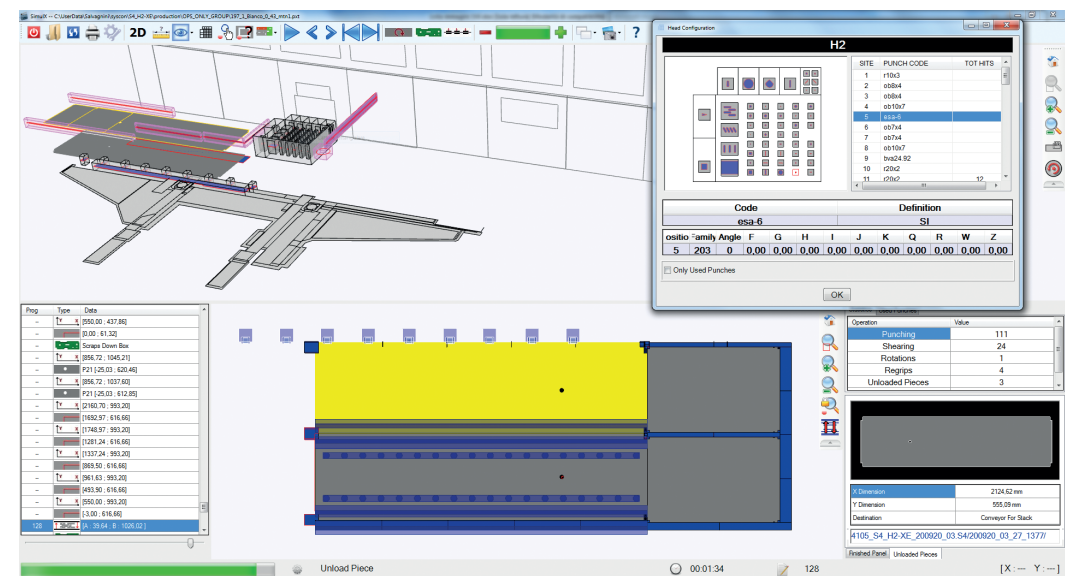 SimulX -- C:\UserData\Salvagnini\syscon\S4_H2-XE\production\OPS_ONLY_GROUP\197_3_Blanco_0_43_mtn1.pxt
2D
?
Head Configuration
H2
SITE PUNCH CODE TOT HITS
1 r10x3
2 ob8x4
3 ob8x4
4 ob10x7
5 esa-6
6 ob7x4
7 ob7x4
8 ob10x7
9 bva24.92
10 r20x2
11 r20x2 12
Code Definition
esa-6 SI
ositio Family Angle F G H I J K Q R W Z
5 203 0 0,00 0,00 0,00 0,00 0,00 0,00 0,00 0,00 0,00 0,00
Only Used Punches
OK
Prog Type Data
– Y X [550,00 ; 437,86]
– [0,00 ; 61,32]
– Scraps Down Box
– Y X [856,72 ; 1045,21]
– P21 [-25,03 ; 620,46]
– Y X [856,72 ; 1037,60]
– P21 [-25,03 ; 612,85]
– Y X [2160,70 ; 993,20]
– [1692,97 ; 616,66]
– Y X [1748,97 ; 993,20]
– [1281,24 ; 616,66]
– Y X [1337,24 ; 993,20]
– [869,50 ; 616,66]
– Y X [961,63 ; 993,20]
– [493,90 ; 616,66]
– Y X [550,00 ; 993,20]
– [-3,00 ; 616,66]
128 [A : 39,64 : B : 1026,02 ]
Operation Value
Punching 111
Shearing 24
Rotations 1
Regrips 4
Unloaded Pieces 3
X Dimension 2124,62 mm
Y Dimension 555,09 mm
Destination Conveyor For Stack
4105_S4_H2-XE_200920_03.S4/200920_03_27_1377/
Finished Panel Unloaded Pieces
Unload Piece 00:01:34 128 [ X : --- Y : --- ]